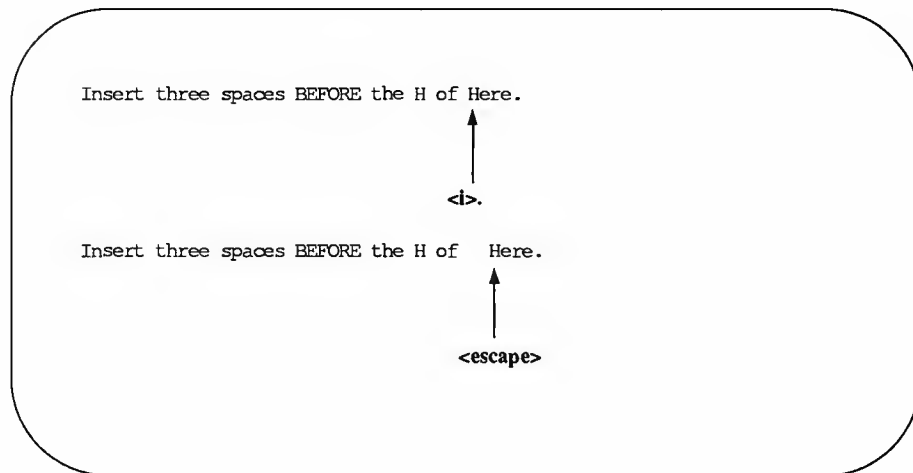 Insert three spaces BEFORE the H of Here.
<i>.
Insert three spaces BEFORE the H of   Here.
<escape>